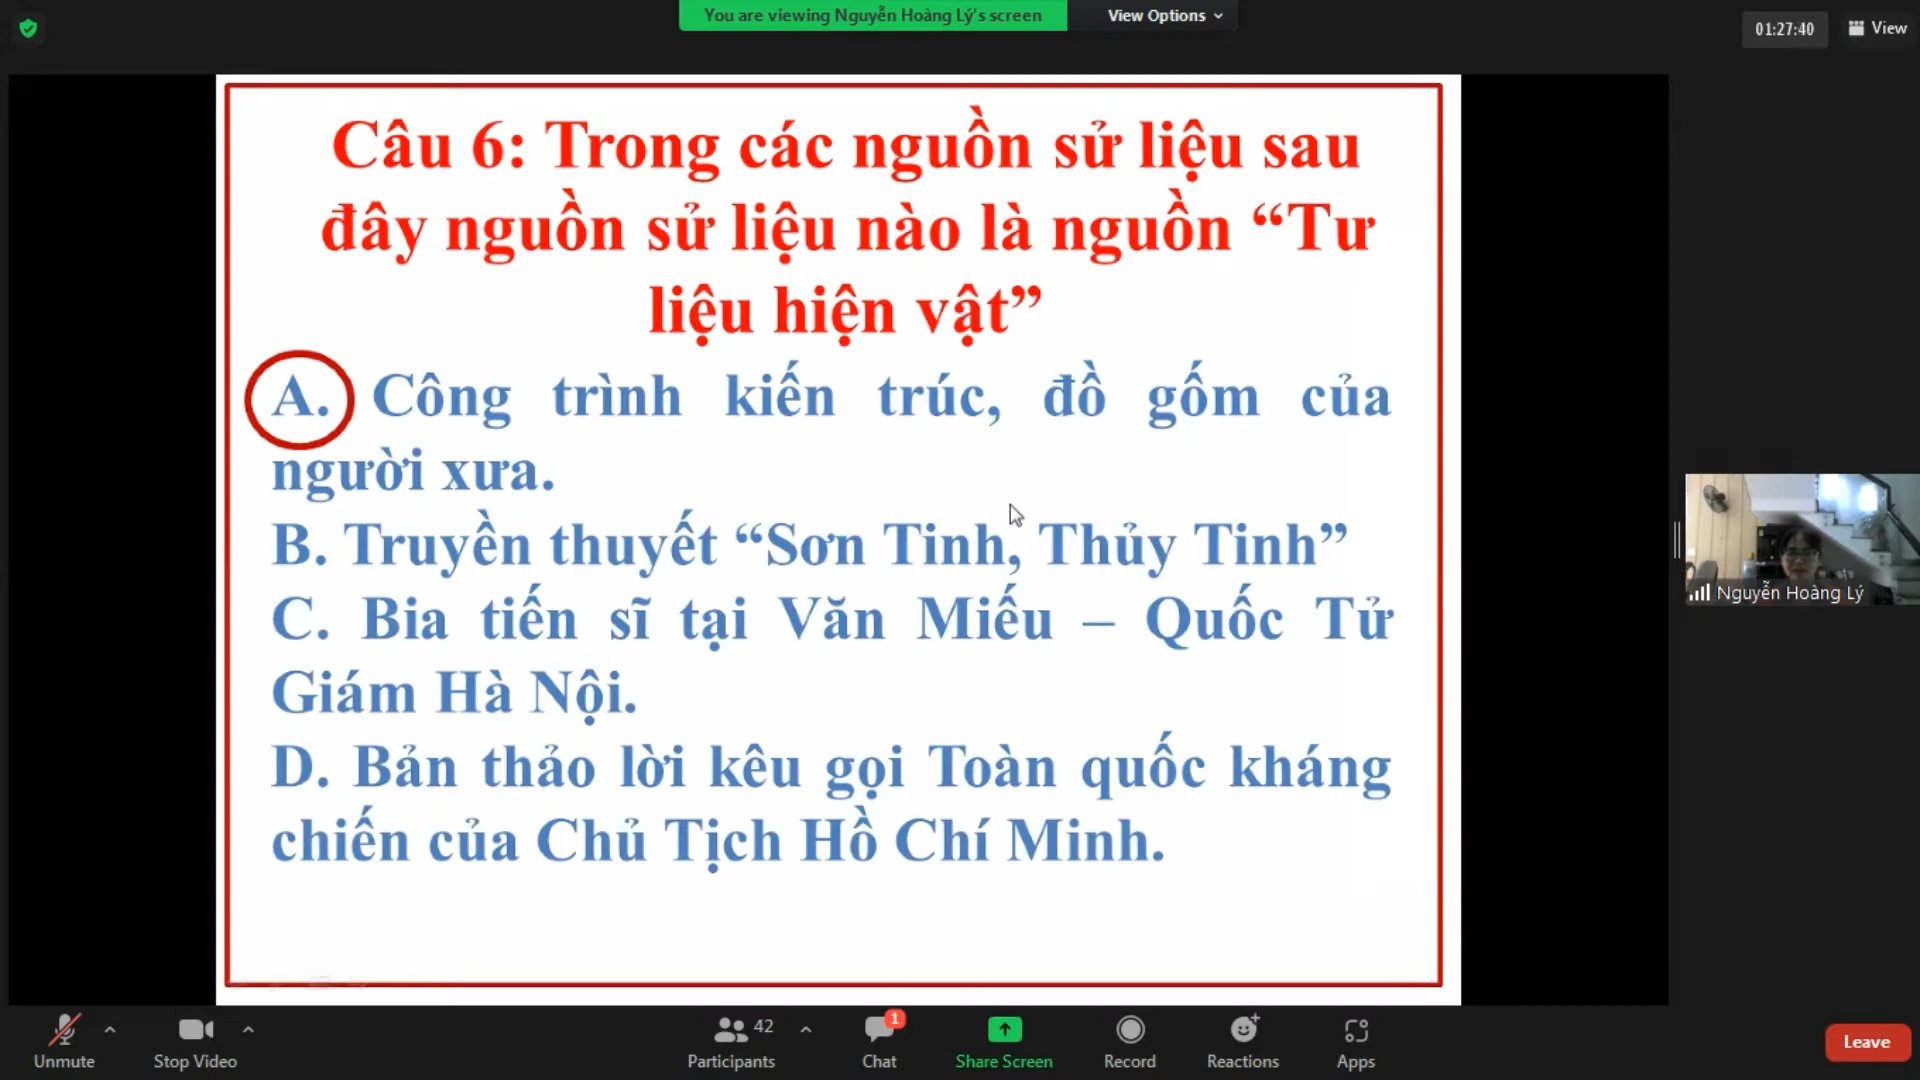 You are viewing Nguyễn Hoàng Lý's screen
View Options
01:27:40
View
Câu 6: Trong các nguồn sử liệu sau
đây nguồn sử liệu nào là nguồn “Tư
liệu hiện vật”
A. Công trình kiến trúc, đồ gốm của
người xưa.
B. Truyền thuyết “Sơn Tinh, Thủy Tinh”
C. Bia tiến sĩ tại Văn Miếu – Quốc Tử
Giám Hà Nội.
D. Bản thảo lời kêu gọi Toàn quốc kháng
chiến của Chủ Tịch Hồ Chí Minh.
Nguyễn Hoàng Lý
Unmute
Stop Video
42
Participants
1
Chat
Share Screen
Record
Reactions
Apps
Leave